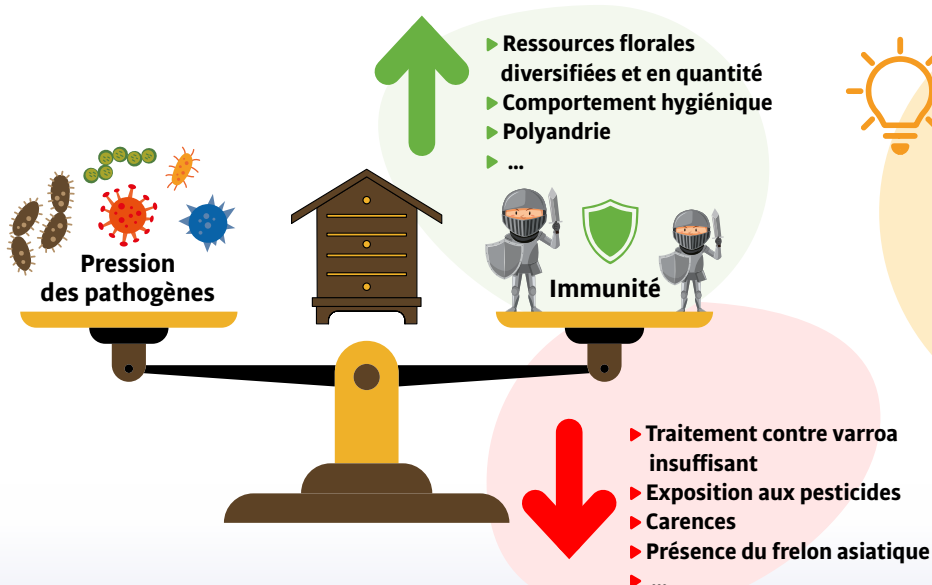 Ressources florales
diversifiées et en quantité
Comportement hygiénique
Polyandrie
...
Pression
des pathogènes
Immunité
Traitement contre varroa
insuffisant
Exposition aux pesticides
Carences
Présence du frelon asiatique
...